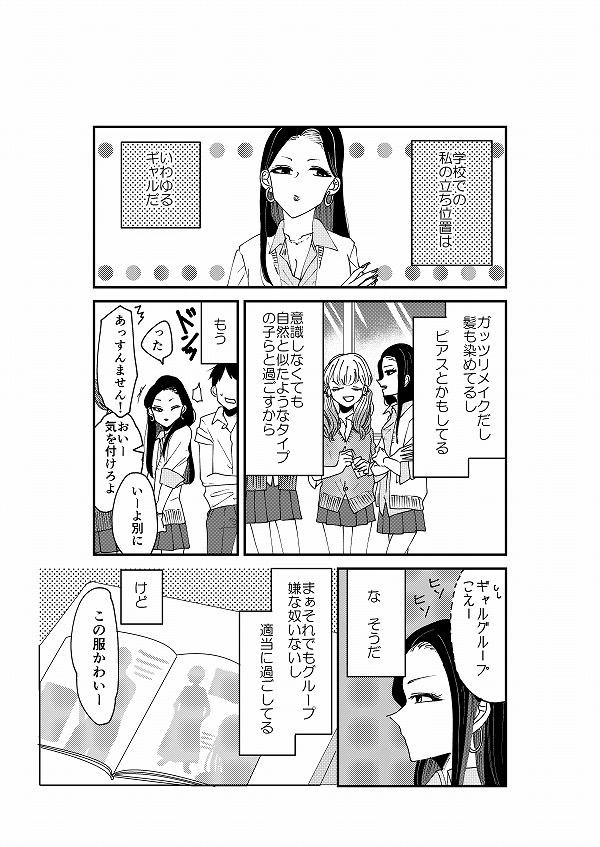 学校での
私の立ち位置は
いわゆる
ギャルだ
ガッツリメイクだし
髪も染めてるし
ピアスとかもしてる
意識しなくても
自然と似たようなタイプ
の子らと過ごすから
もう
ドンッ
った
あっすんません！
おいー
気を付けろよ
いーよ別に
ギャルグループ
こえー
ヒソ
ヒソ
な そうだ
まぁそれでもグループ
嫌な奴いないし
適当に過ごしてる
けど
この服かわいー